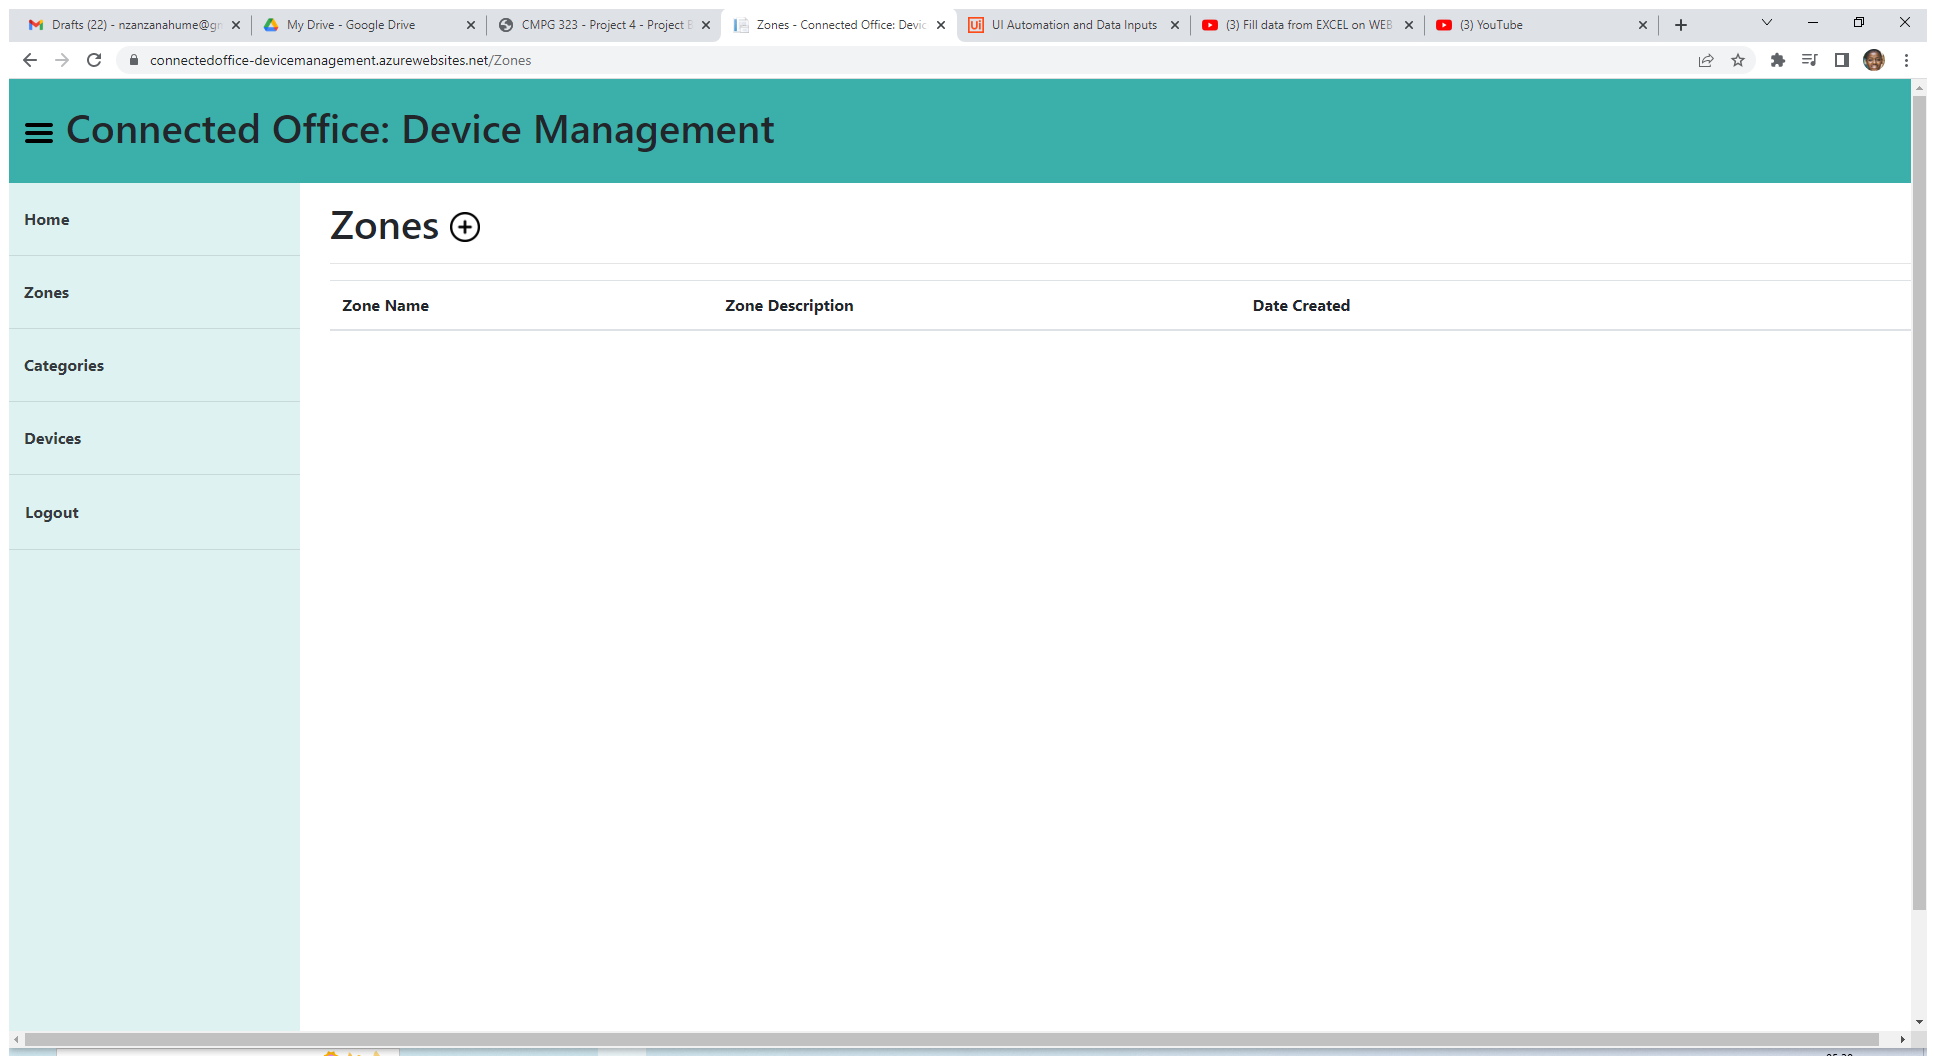 Drafts (22) - nzanzanahume@gm
My Drive - Google Drive
CMPG 323 - Project 4 - Project B
Zones - Connected Office: Devic
Ui UI Automation and Data Inputs
(3) Fill data from EXCEL on WEB
(3) YouTube
connectedoffice-devicemanagement.azurewebsites.net/Zones
Connected Office: Device Management
Home
Zones
Categories
Devices
Logout
Zones
Zone Name Zone Description Date Created